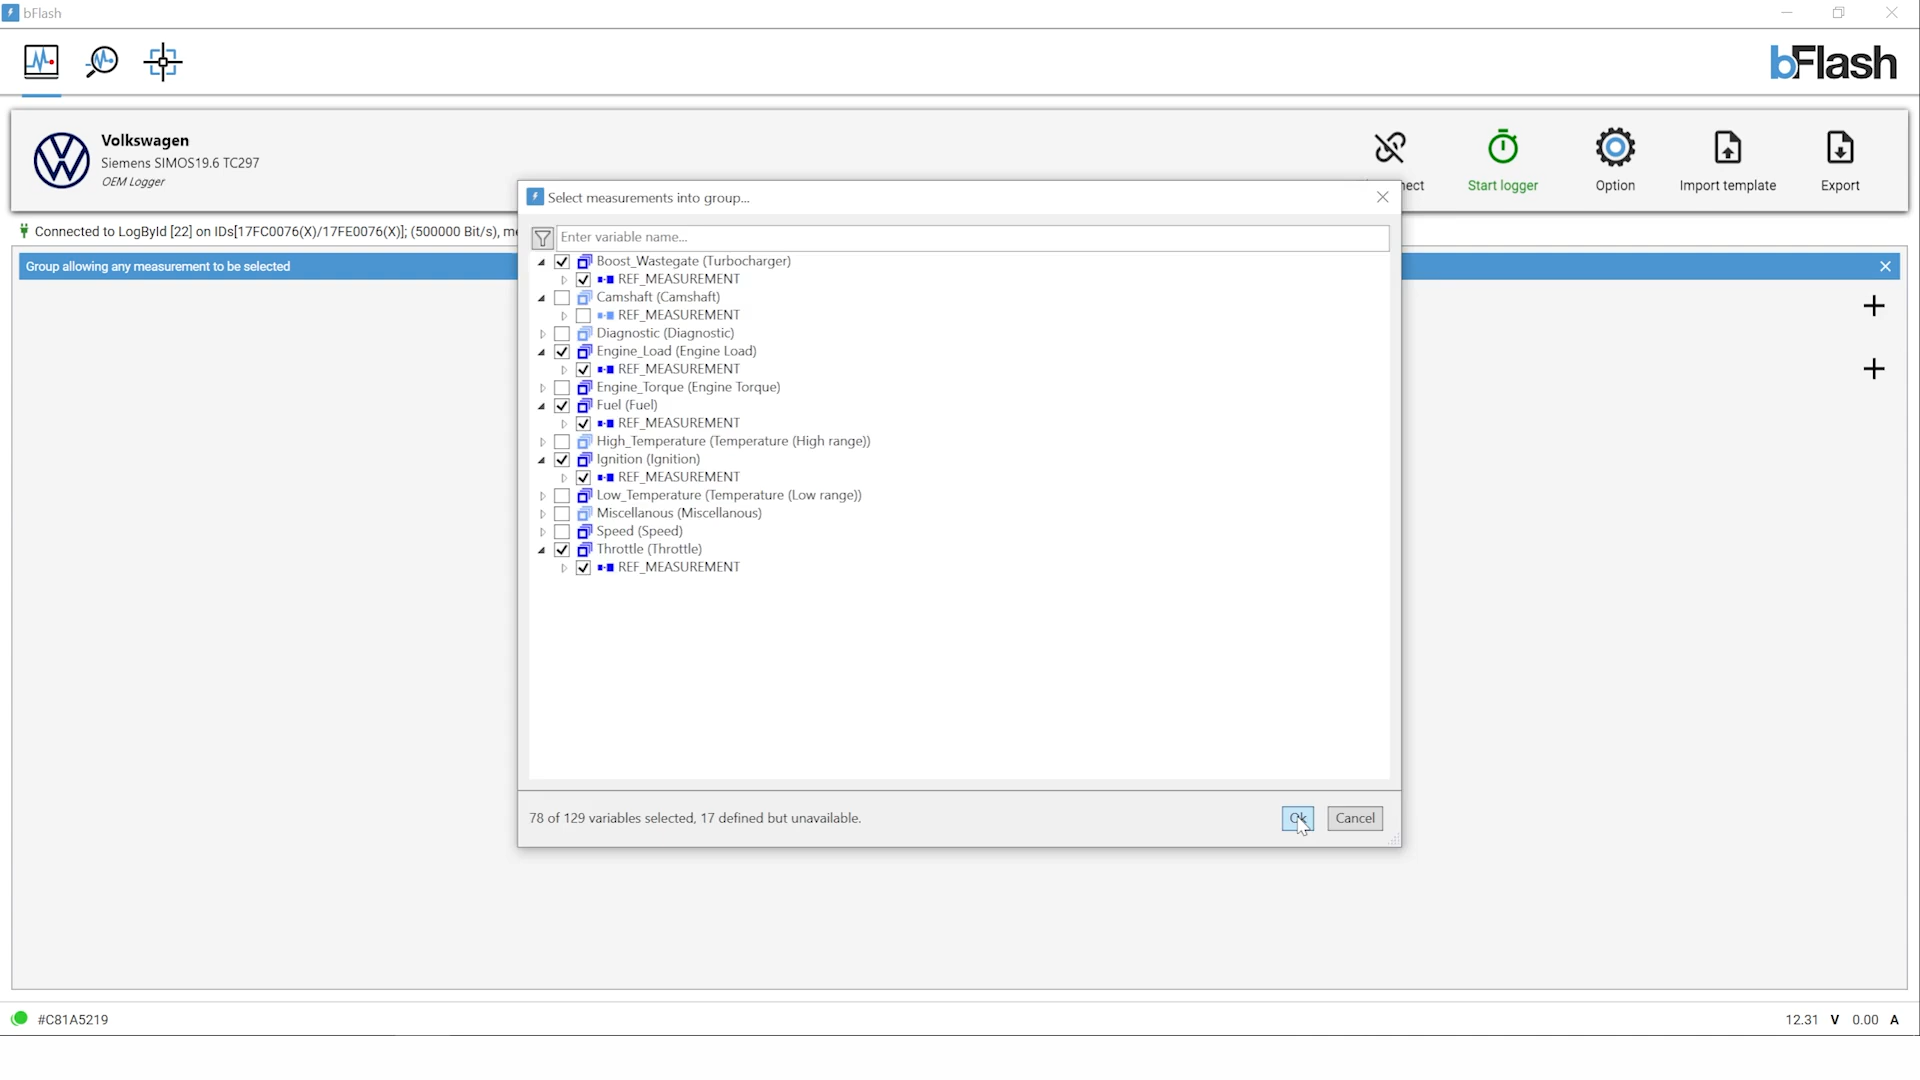 bFlash
bFlash
Volkswagen
Siemens SIMOS19.6 TC297
OEM Logger
nect
Start logger
Option
Import template
Export
Connected to LogById [22] on IDs[17FC0076(X)/17FE0076(X)]; (500000 Bit/s), me
Group allowing any measurement to be selected
Select measurements into group...
Enter variable name...
Boost_Wastegate (Turbocharger)
REF_MEASUREMENT
Camshaft (Camshaft)
REF_MEASUREMENT
Diagnostic (Diagnostic)
Engine_Load (Engine Load)
REF_MEASUREMENT
Engine_Torque (Engine Torque)
Fuel (Fuel)
REF_MEASUREMENT
High_Temperature (Temperature (High range))
Ignition (Ignition)
REF_MEASUREMENT
Low_Temperature (Temperature (Low range))
Miscellanous (Miscellanous)
Speed (Speed)
Throttle (Throttle)
REF_MEASUREMENT
78 of 129 variables selected, 17 defined but unavailable.
Ok
Cancel
#C81A5219
12.31 V 0.00 A